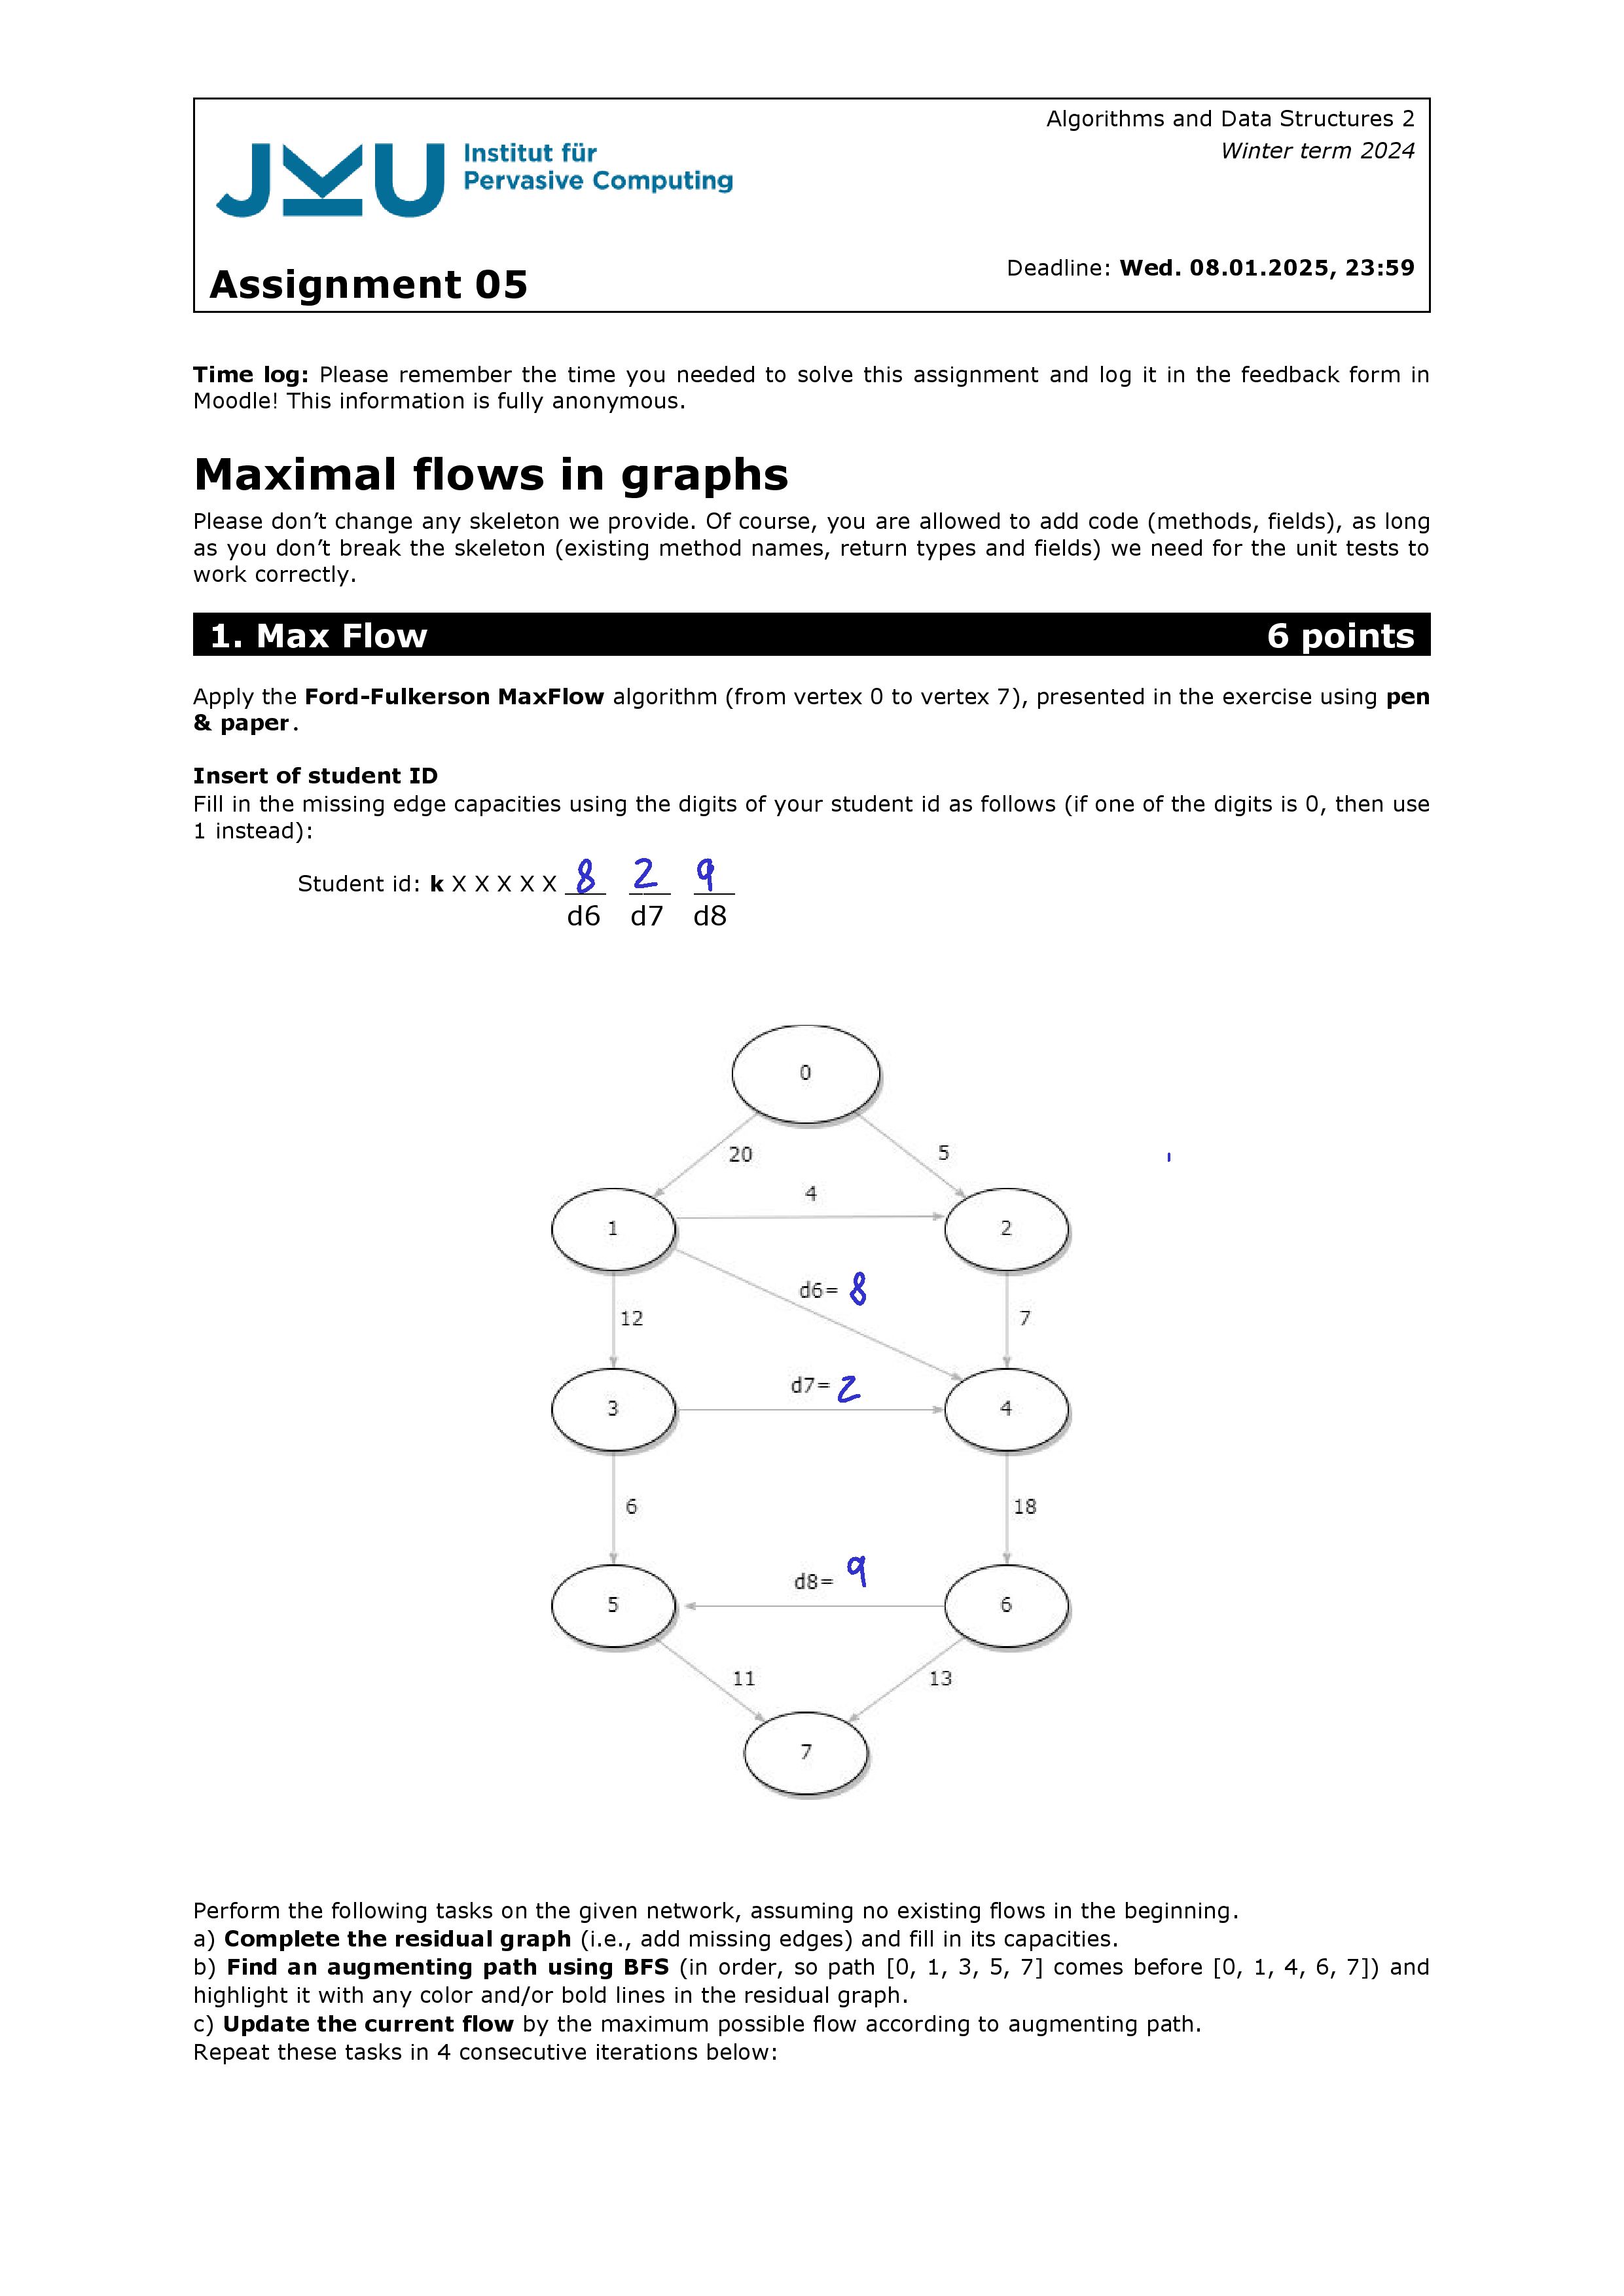 Algorithms and Data Structures 2
Winter term 2024
JKU Institut für
Pervasive Computing
Assignment 05
Deadline: Wed. 08.01.2025, 23:59
Time log: Please remember the time you needed to solve this assignment and log it in the feedback form in
Moodle! This information is fully anonymous.
Maximal flows in graphs
Please don’t change any skeleton we provide. Of course, you are allowed to add code (methods, fields), as long
as you don’t break the skeleton (existing method names, return types and fields) we need for the unit tests to
work correctly.
1. Max Flow 6 points
Apply the Ford-Fulkerson MaxFlow algorithm (from vertex 0 to vertex 7), presented in the exercise using pen
& paper.
Insert of student ID
Fill in the missing edge capacities using the digits of your student id as follows (if one of the digits is 0, then use
1 instead):
Student id: k X X X X X 8 2 9
d6 d7 d8
0
20 5
4
1 2
d6= 8
12 7
d7= 2
3 4
6 18
d8= 9
5 6
11 13
7
Perform the following tasks on the given network, assuming no existing flows in the beginning.
a) Complete the residual graph (i.e., add missing edges) and fill in its capacities.
b) Find an augmenting path using BFS (in order, so path [0, 1, 3, 5, 7] comes before [0, 1, 4, 6, 7]) and
highlight it with any color and/or bold lines in the residual graph.
c) Update the current flow by the maximum possible flow according to augmenting path.
Repeat these tasks in 4 consecutive iterations below: